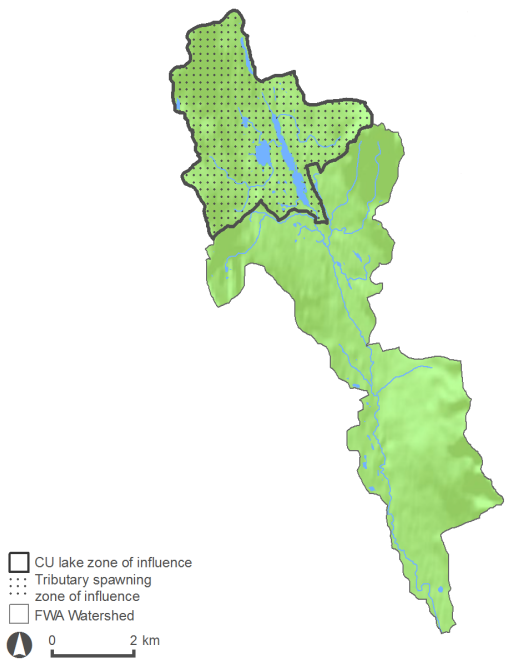 CU lake zone of influence
Tributary spawning
zone of influence
FWA Watershed
0 2 km